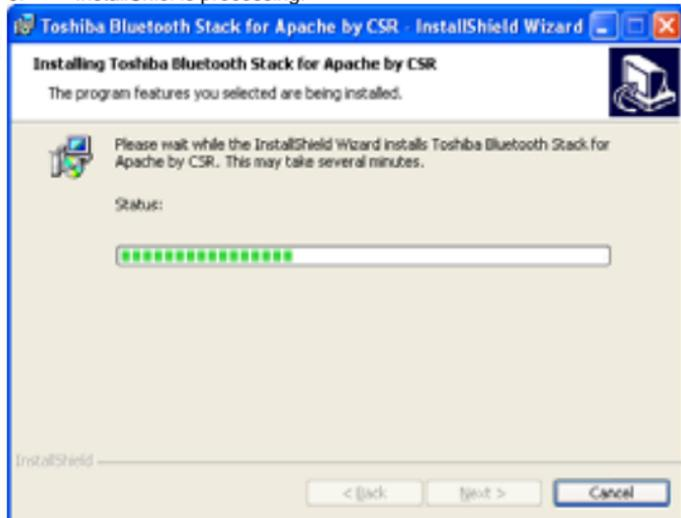 Toshiba Bluetooth Stack for Apache by CSR - InstallShield Wizard
Installing Toshiba Bluetooth Stack for Apache by CSR
The program features you selected are being installed.
Please wait while the InstallShield Wizard installs Toshiba Bluetooth Stack for
Apache by CSR. This may take several minutes.
Status:
InstallShield
< Back Next > Cancel